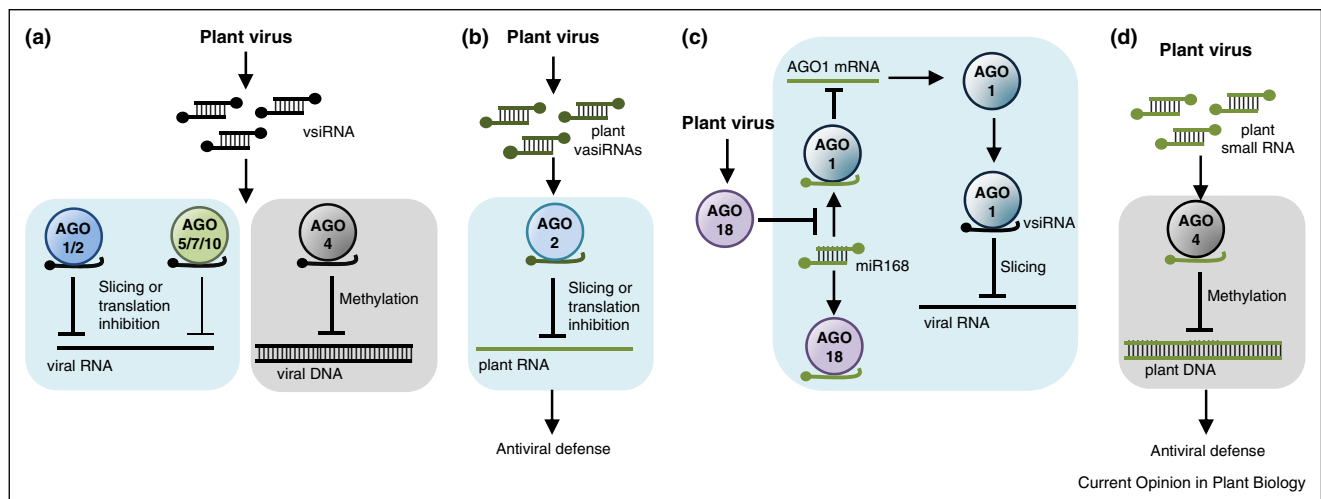 (a)
Plant virus
vsiRNA
AGO
1/2
AGO
5/7/10
Slicing or
translation
inhibition
viral RNA
AGO
4
Methylation
viral DNA
(b)
Plant virus
plant
vasiRNAs
AGO
2
Slicing or
translation
inhibition
plant RNA
Antiviral defense
(c)
AGO1 mRNA
AGO
1
Plant virus
AGO
1
AGO
18
AGO
1
vsiRNA
miR168
Slicing
viral RNA
AGO
18
(d)
Plant virus
plant
small RNA
AGO
4
Methylation
plant DNA
Antiviral defense
Current Opinion in Plant Biology